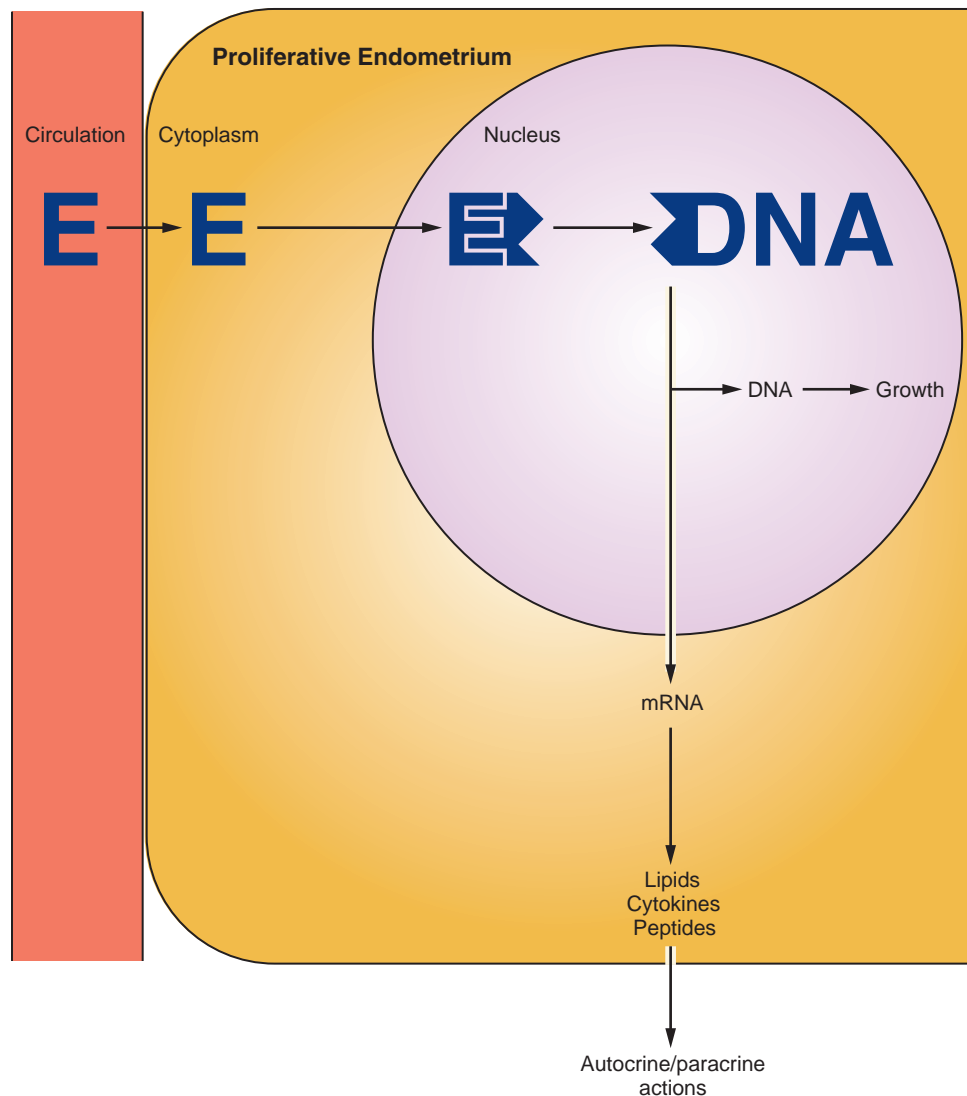 Proliferative Endometrium
Circulation
Cytoplasm
Nucleus
E
E
E
DNA
DNA
Growth
mRNA
Lipids
Cytokines
Peptides
Autocrine/paracrine
actions